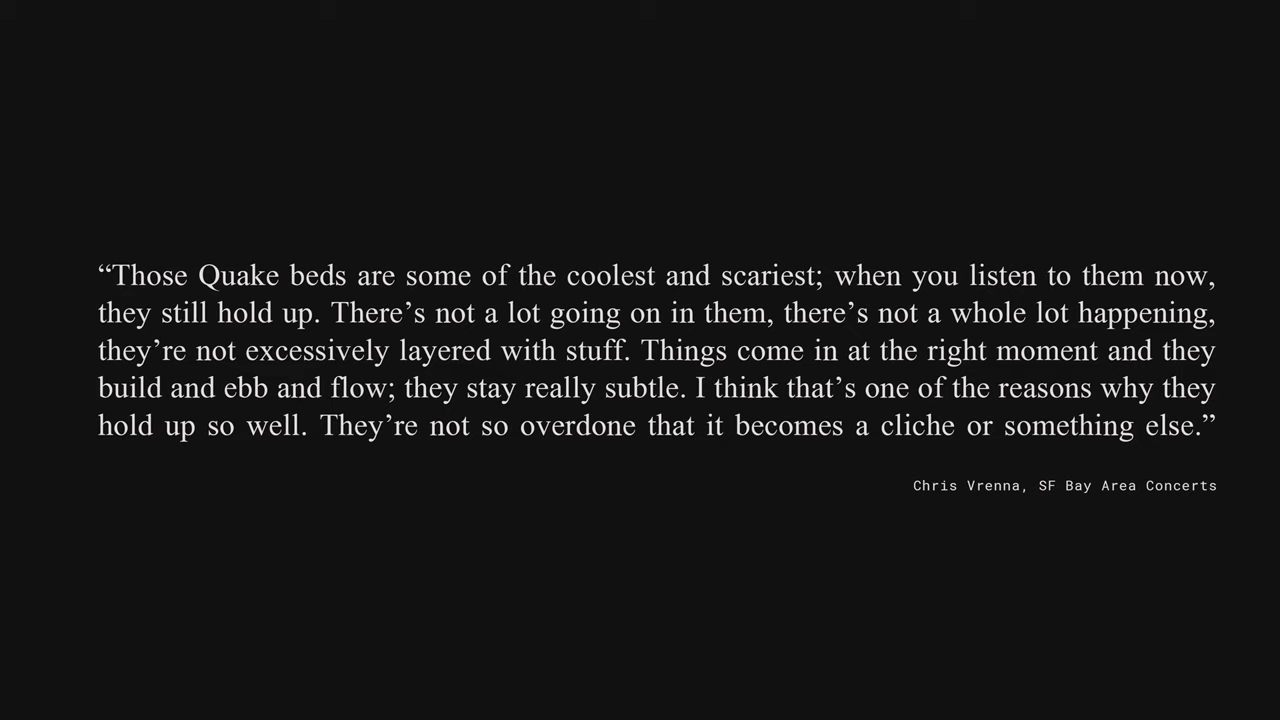 “Those Quake beds are some of the coolest and scariest; when you listen to them now,
they still hold up. There’s not a lot going on in them, there’s not a whole lot happening,
they’re not excessively layered with stuff. Things come in at the right moment and they
build and ebb and flow; they stay really subtle. I think that’s one of the reasons why they
hold up so well. They’re not so overdone that it becomes a cliche or something else.”
Chris Vrenna, SF Bay Area Concerts